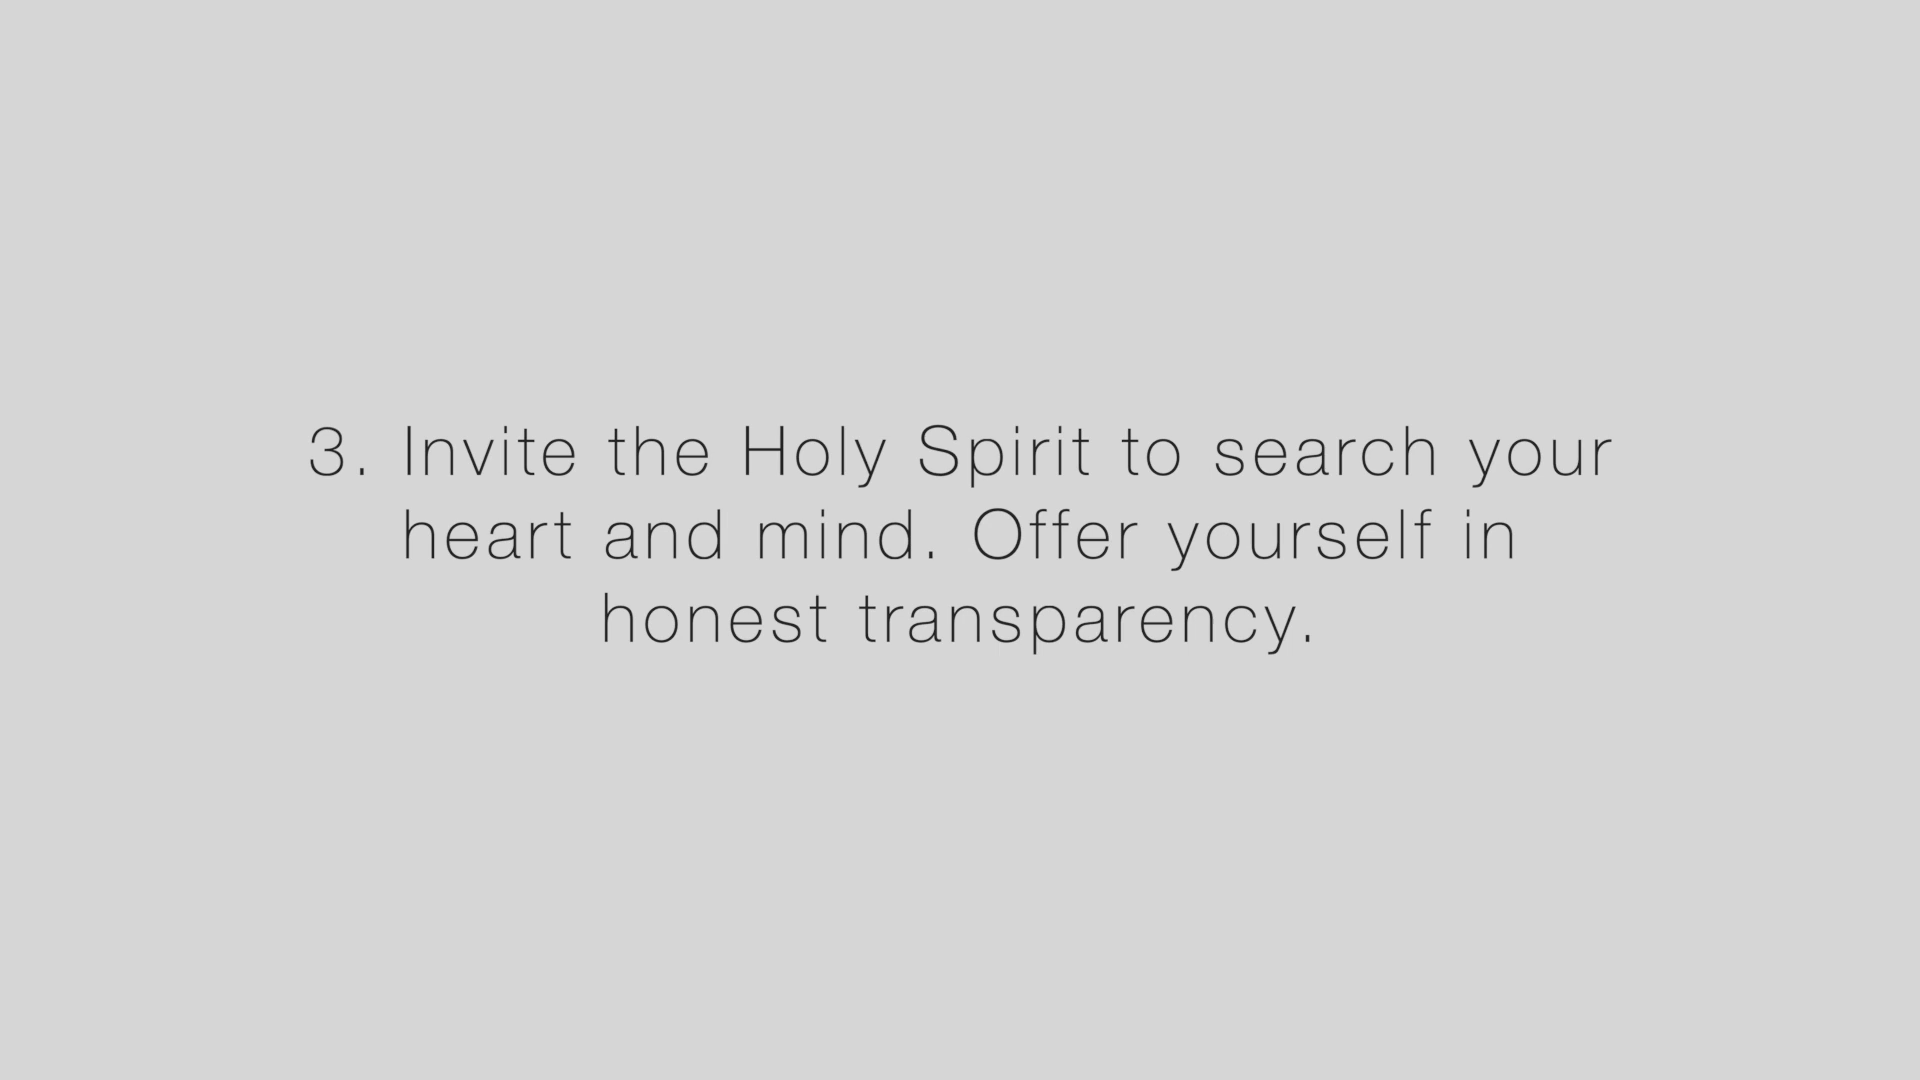 3. Invite the Holy Spirit to search your
heart and mind. Offer yourself in
honest transparency.